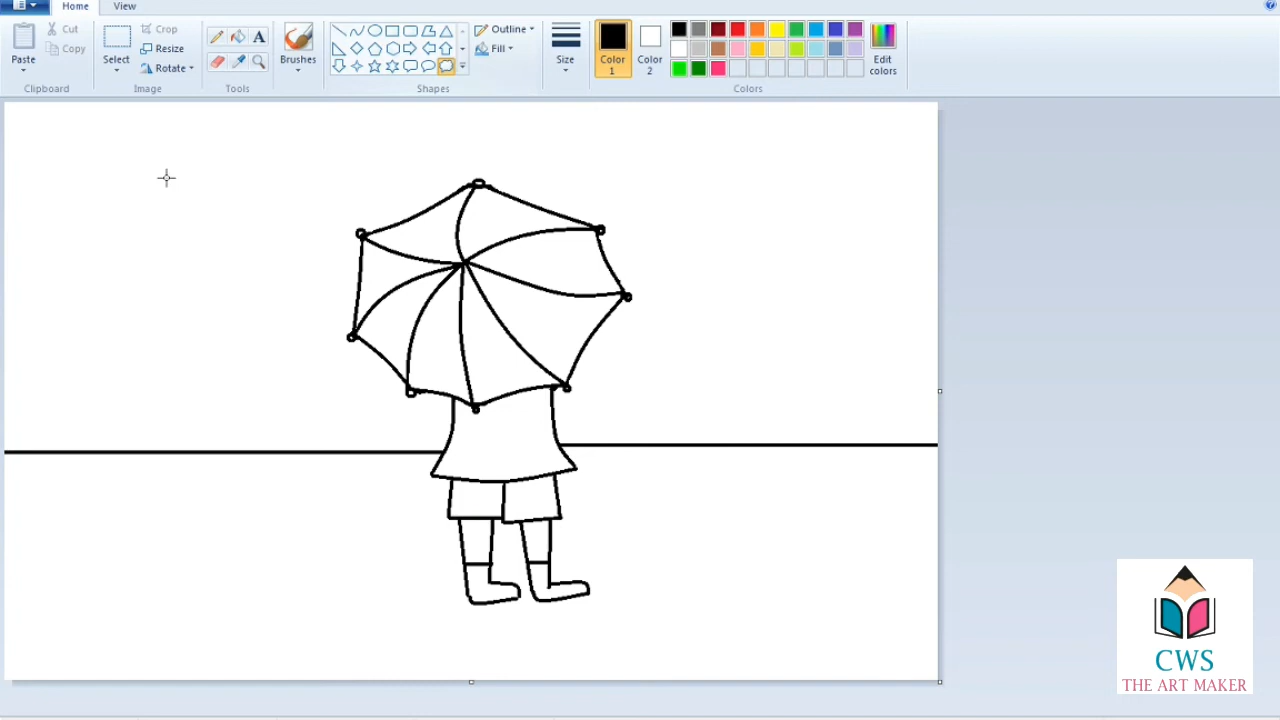 Home View
Paste
Cut
Copy
Clipboard
Select
Crop
Resize
Rotate
Image
A
Tools
Brushes
Outline
Fill
Shapes
Size
Color
1
Color
2
Edit
colors
Colors
CWS
THE ART MAKER